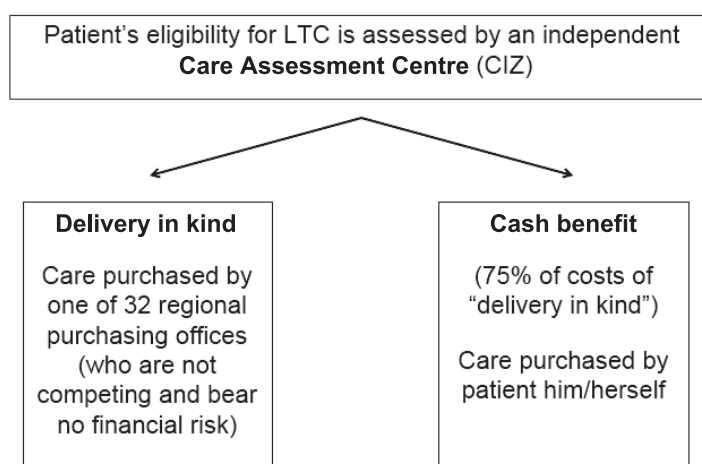 Patient’s eligibility for LTC is assessed by an independent
Care Assessment Centre (CIZ)
Delivery in kind
Care purchased by
one of 32 regional
purchasing offices
(who are not
competing and bear
no financial risk)
Cash benefit
(75% of costs of
“delivery in kind”)
Care purchased by
patient him/herself